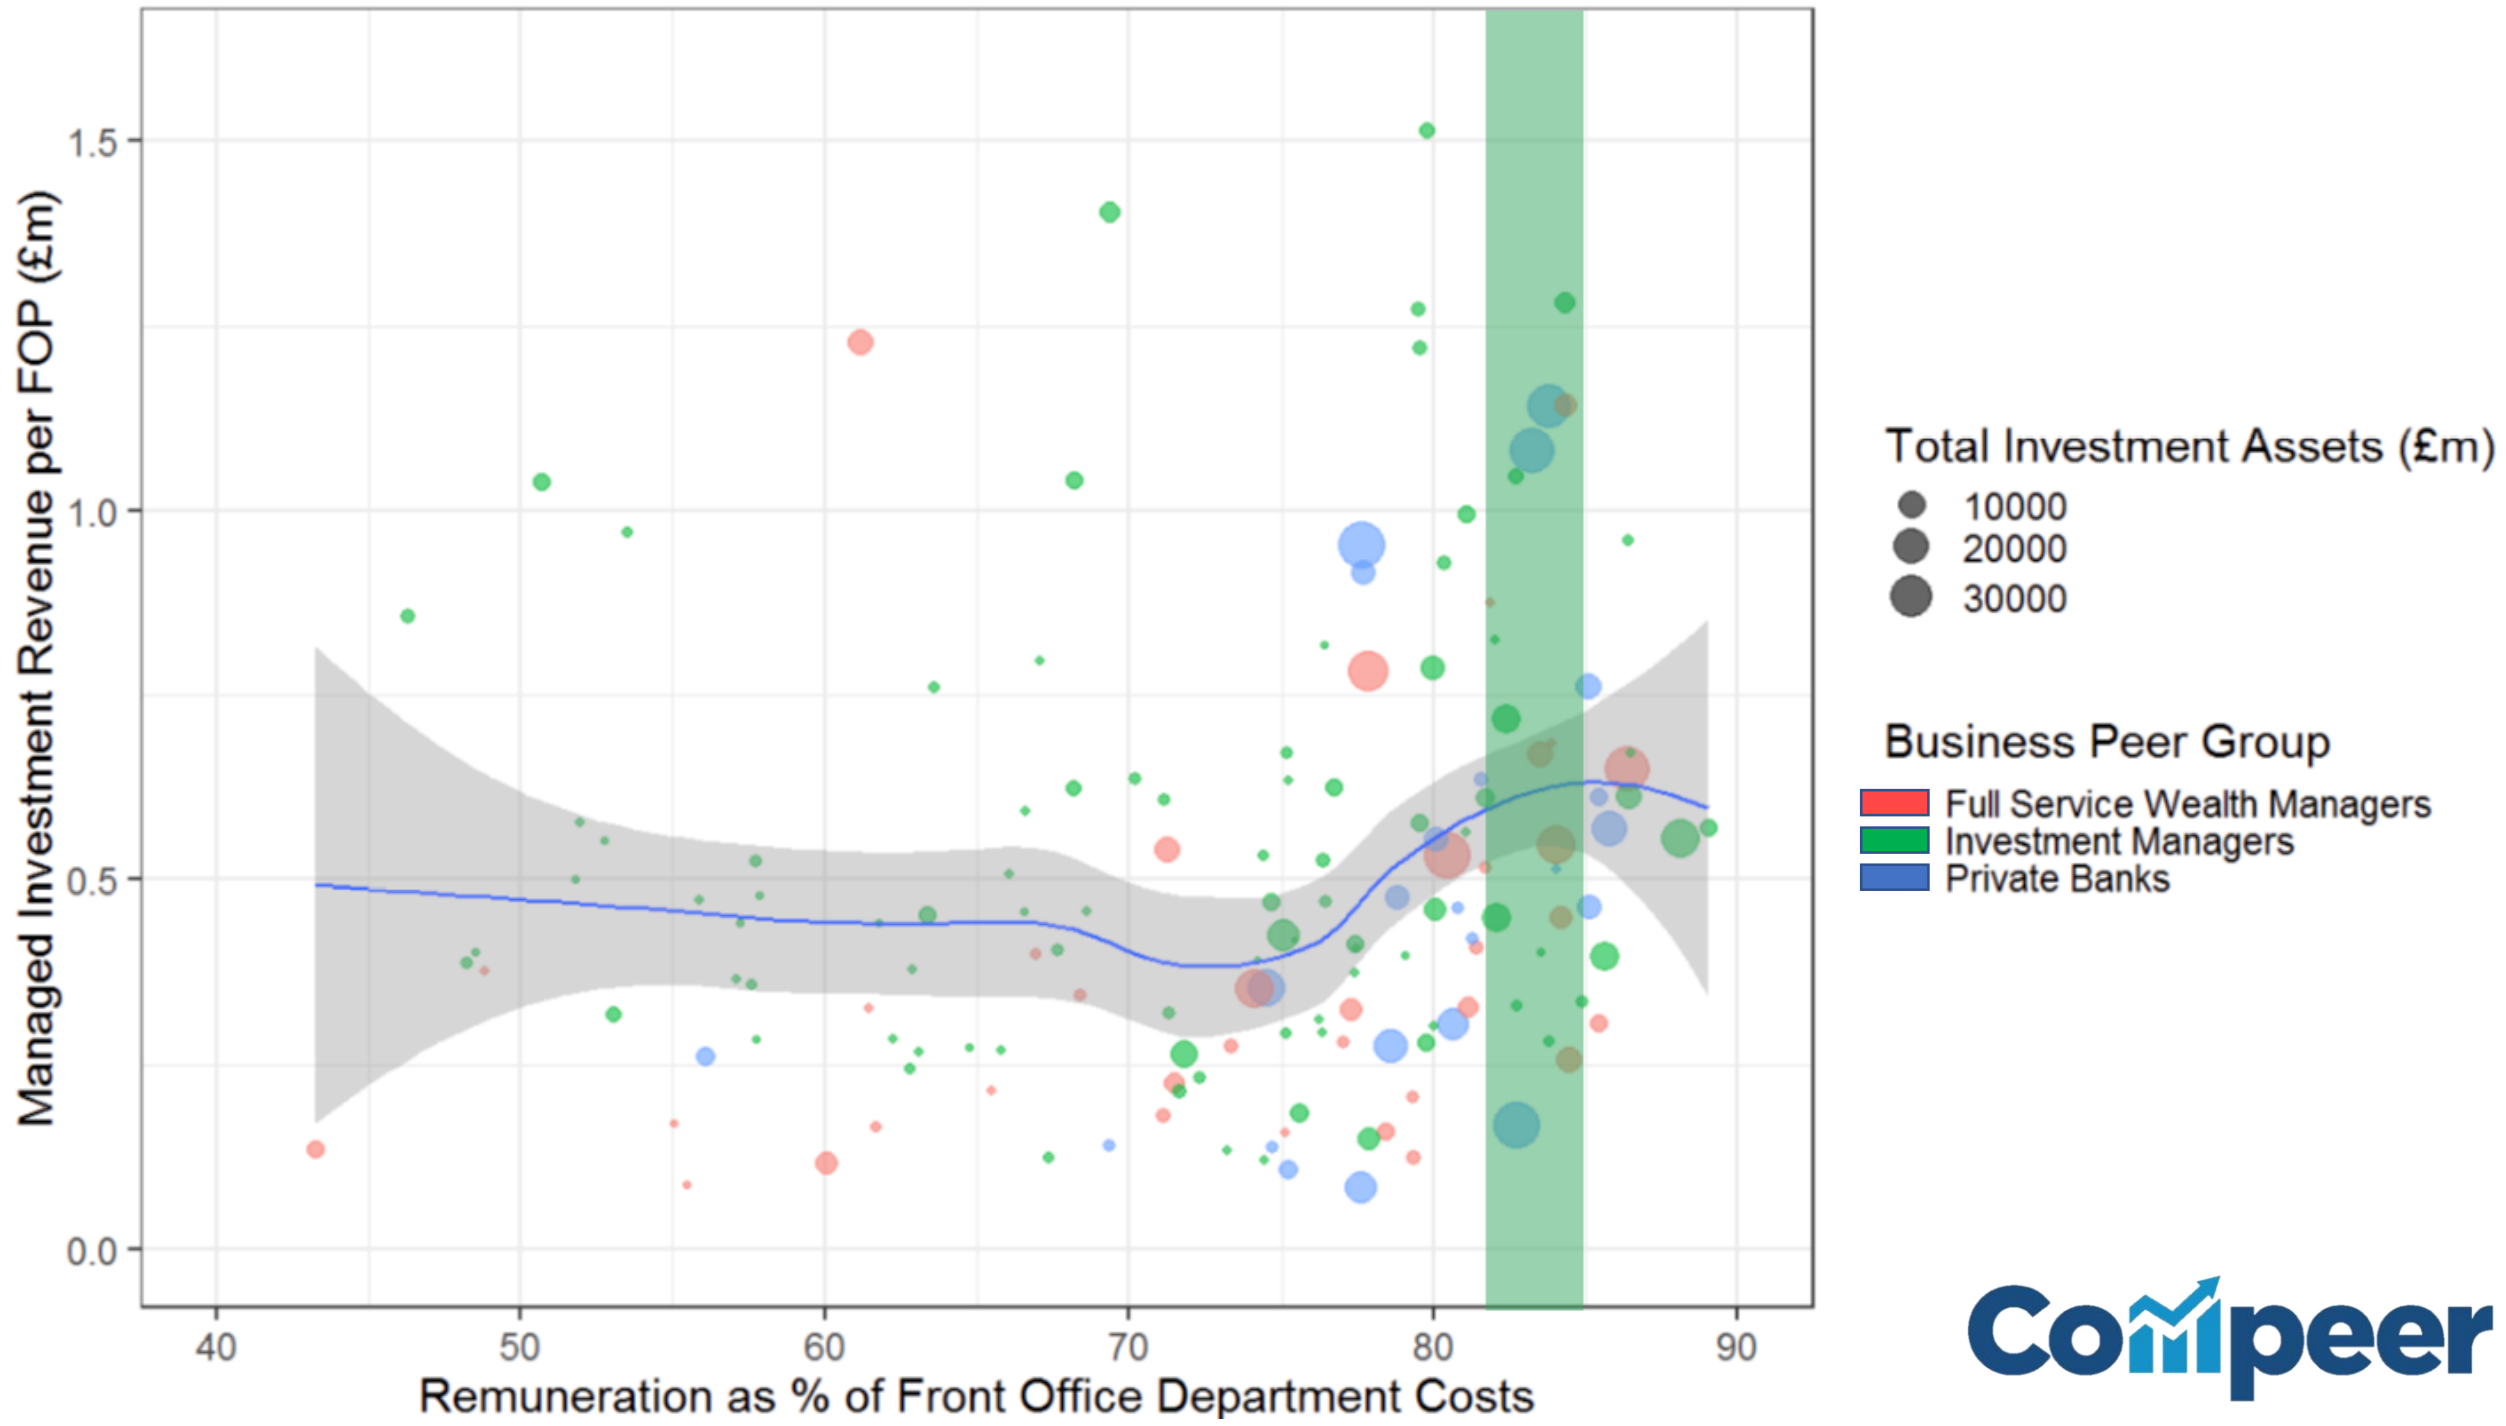 Managed Investment Revenue per FOP (£m)
1.5
1.0
0.5
0.0
40 50 60 70 80 90
Remuneration as % of Front Office Department Costs
Total Investment Assets (£m)
10000
20000
30000
Business Peer Group
Full Service Wealth Managers
Investment Managers
Private Banks
Compeer